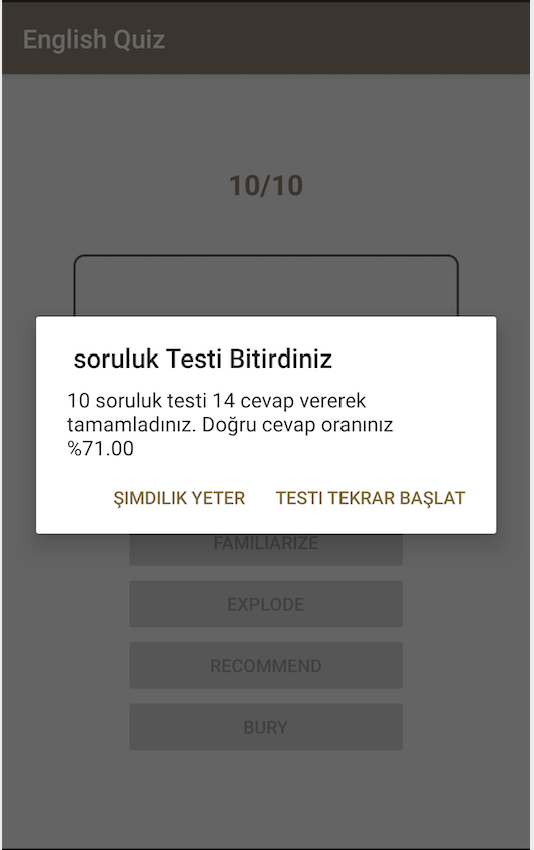 English Quiz
10/10
soruluk Testi Bitirdiniz
10 soruluk testi 14 cevap vererek
tamamladınız. Doğru cevap oranınız
%71.00
ŞIMDILIK YETER TESTI TEKRAR BAŞLAT
FAMILIARIZE
EXPLODE
RECOMMEND
BURY